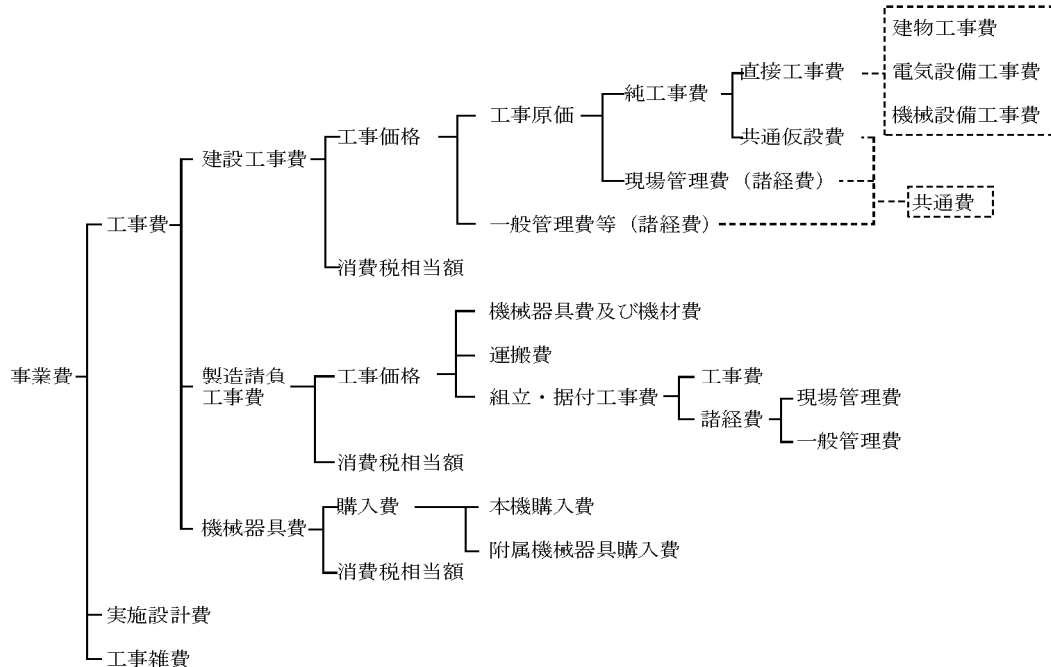 建物工事費
直接工事費
電気設備工事費
純工事費
工事原価
機械設備工事費
工事価格
共通仮設費
建設工事費
現場管理費（諸経費）
共通費
工事費
一般管理費等（諸経費）
消費税相当額
機械器具費及び機材費
運搬費
事業費
製造請負
工事費
工事価格
工事費
組立・据付工事費
現場管理費
諸経費
一般管理費
消費税相当額
購入費
本機購入費
機械器具費
附属機械器具購入費
消費税相当額
実施設計費
工事雑費